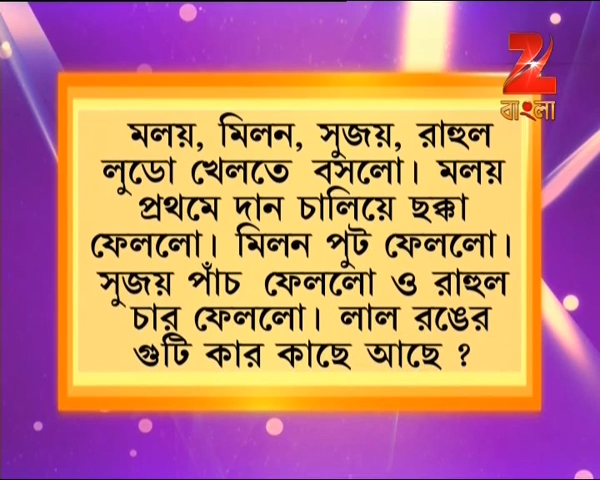 Z
বাংলা
মলয়, মিলন, সুজয়, রাহুল
লুডো খেলতে বসলো। মলয়
প্রথমে দান চালিয়ে ছক্কা
ফেললো। মিলন পুট ফেললো।
সুজয় পাঁচ ফেললো ও রাহুল
চার ফেললো। লাল রঙের
গুটি কার কাছে আছে ?